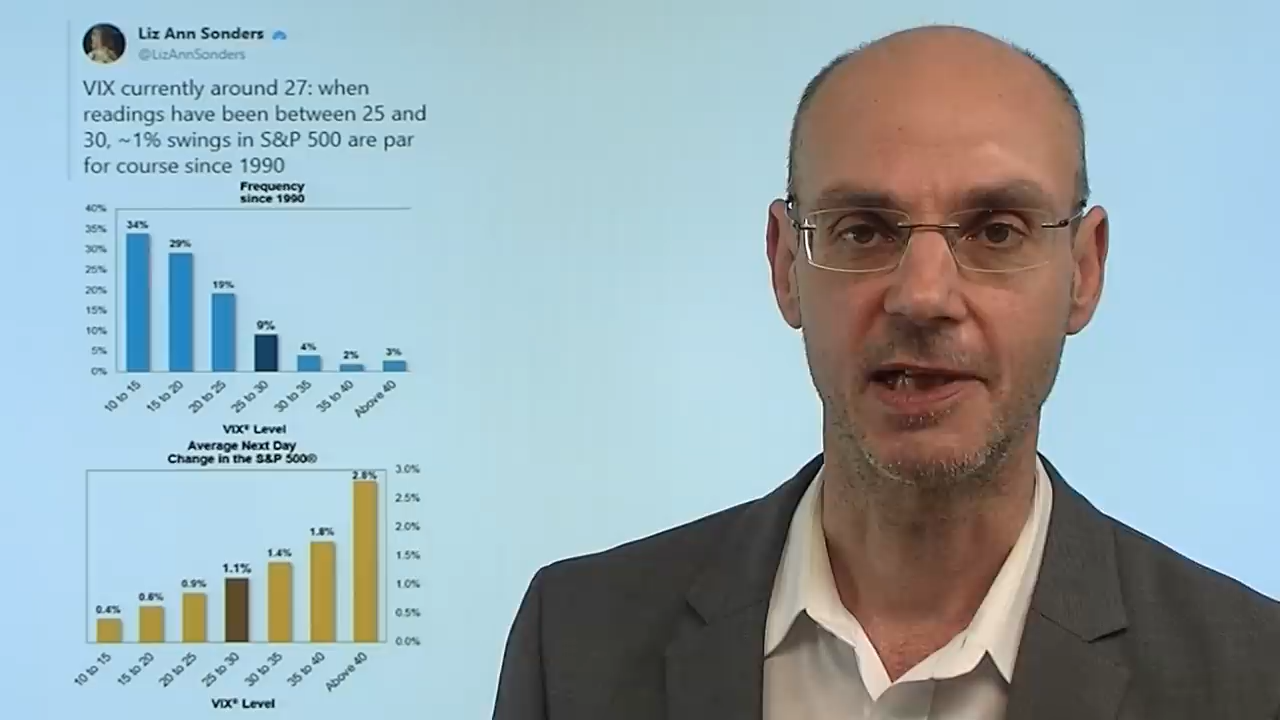 Liz Ann Sonders
@LizAnnSonders
VIX currently around 27: when
readings have been between 25 and
30, ~1% swings in S&P 500 are par
for course since 1990
Frequency
since 1990
40%
35%
30%
25%
20%
15%
10%
5%
0%
34%
29%
19%
9%
4%
2%
3%
10 to 15
15 to 20
20 to 25
25 to 30
30 to 35
35 to 40
Above 40
VIX® Level
Average Next Day
Change in the S&P 500®
3.0%
2.5%
2.0%
1.5%
1.0%
0.5%
0.0%
0.4%
0.6%
0.9%
1.1%
1.4%
1.8%
2.8%
10 to 15
15 to 20
20 to 25
25 to 30
30 to 35
35 to 40
Above 40
VIX® Level